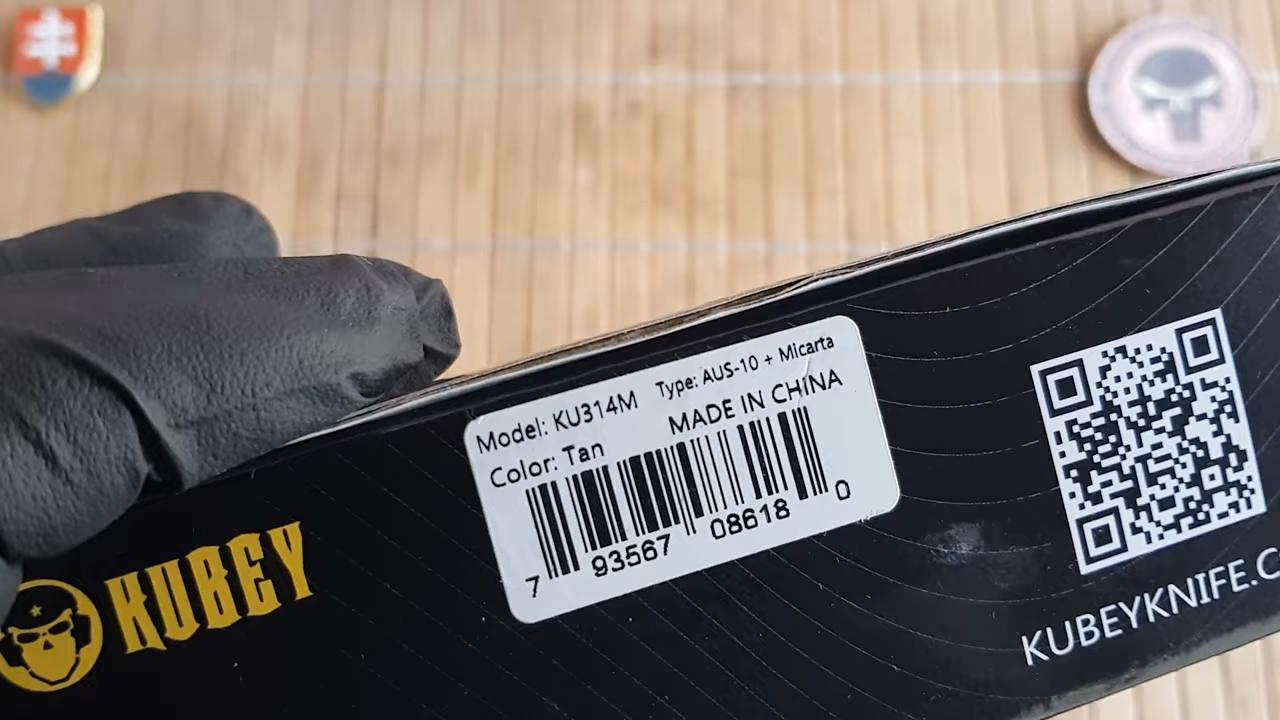 Model: KU314M Type: AUS-10 + Micarta
Color: Tan MADE IN CHINA
7 93567 08618 0
KUBEY
KUBEYKNIFE.C